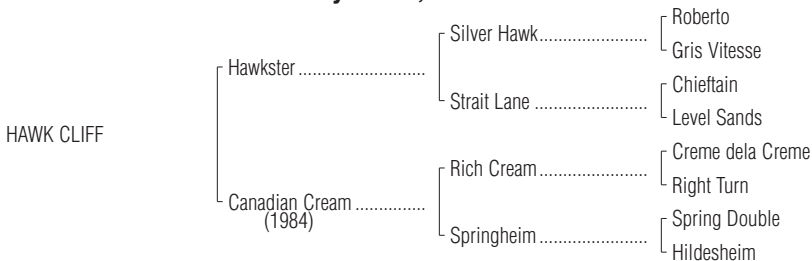 Roberto
Silver Hawk........................
Gris Vitesse
Hawkster ............................
Chieftain
Strait Lane .........................
Level Sands
HAWK CLIFF
Creme dela Creme
Rich Cream........................
Right Turn
Canadian Cream ...............
(1984)
Spring Double
Springheim ........................
Hildesheim